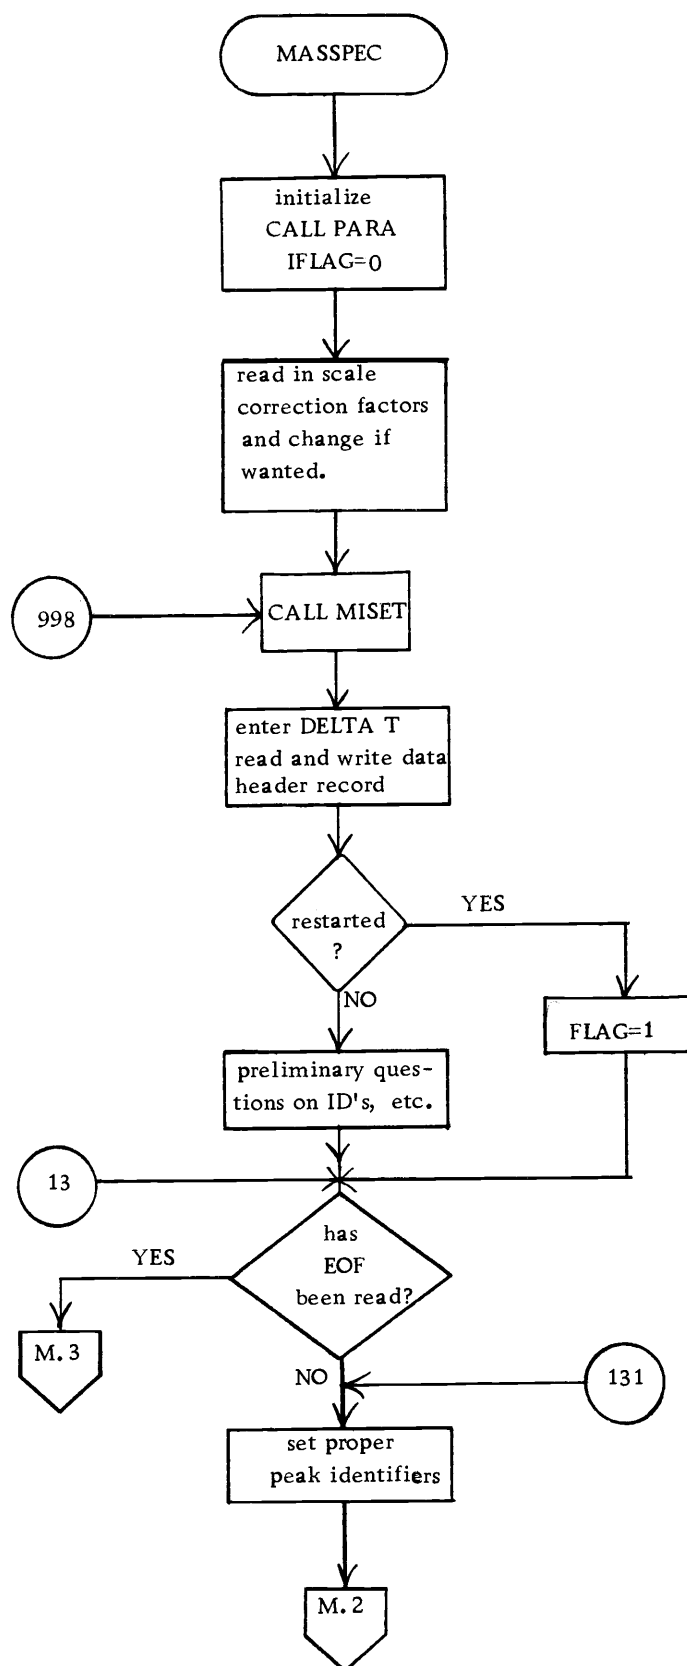 MASSPEC
initialize
CALL PARA
IFLAG=0
read in scale
correction factors
and change if
wanted.
998
CALL MISET
enter DELTA T
read and write data
header record
restarted
?
YES
NO
FLAG=1
preliminary ques-
tions on ID's, etc.
13
has
EOF
been read?
YES
M.3
NO
131
set proper
peak identifiers
M.2